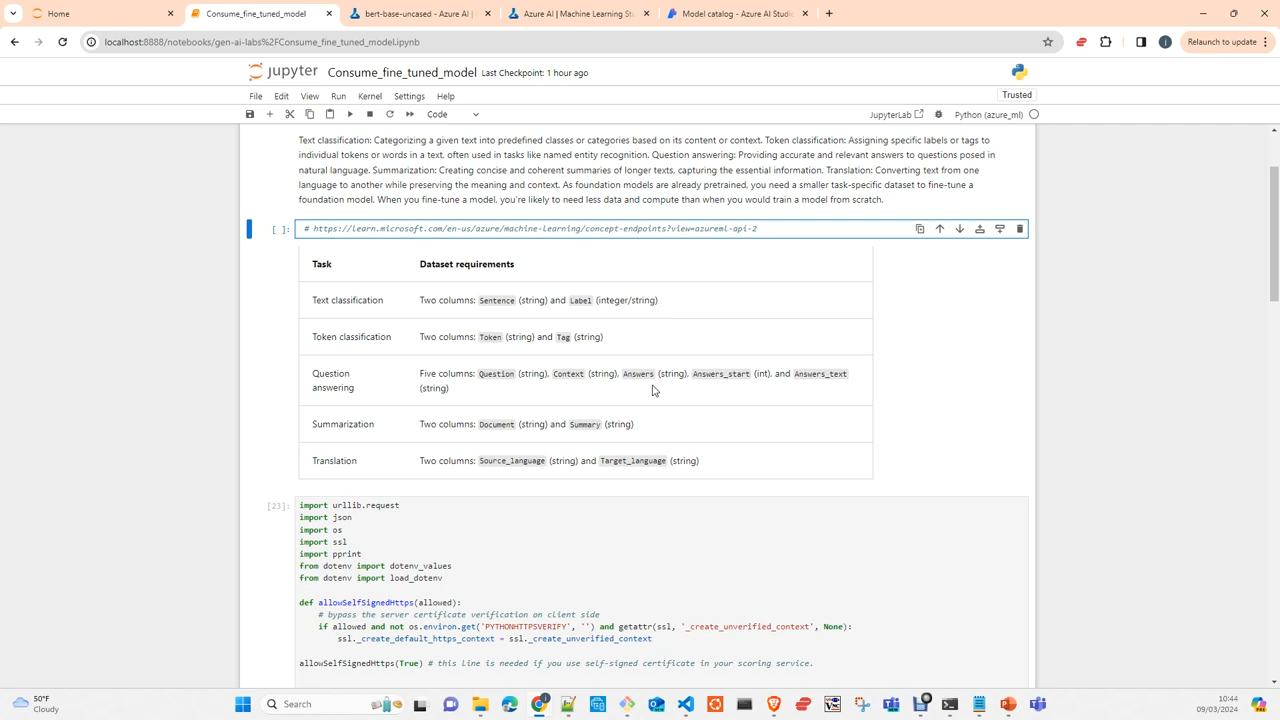 Home
Consume_fine_tuned_model
bert-base-uncased - Azure AI |
Azure AI | Machine Learning Stu
Model catalog - Azure AI Studio
localhost:8888/notebooks/gen-ai-labs%2FConsume_fine_tuned_model.ipynb
Relaunch to update
jupyter Consume_fine_tuned_model Last Checkpoint: 1 hour ago
File Edit View Run Kernel Settings Help
Trusted
Code
JupyterLab
Python (azure_ml)
Text classification: Categorizing a given text into predefined classes or categories based on its content or context. Token classification: Assigning specific labels or tags to
individual tokens or words in a text, often used in tasks like named entity recognition. Question answering: Providing accurate and relevant answers to questions posed in
natural language. Summarization: Creating concise and coherent summaries of longer texts, capturing the essential information. Translation: Converting text from one
language to another while preserving the meaning and context. As foundation models are already pretrained, you need a smaller task-specific dataset to fine-tune a
foundation model. When you fine-tune a model, you're likely to need less data and compute than when you would train a model from scratch.
[ ]: # https://learn.microsoft.com/en-us/azure/machine-learning/concept-endpoints?view=azureml-api-2
Task Dataset requirements
Text classification Two columns: Sentence (string) and Label (integer/string)
Token classification Two columns: Token (string) and Tag (string)
Question Five columns: Question (string), Context (string), Answers (string), Answers_start (int), and Answers_text
answering (string)
Summarization Two columns: Document (string) and Summary (string)
Translation Two columns: Source_language (string) and Target_language (string)
[23]: import urllib.request
import json
import os
import ssl
import pprint
from dotenv import dotenv_values
from dotenv import load_dotenv
def allowSelfSignedHttps(allowed):
# bypass the server certificate verification on client side
if allowed and not os.environ.get('PYTHONHTTPSVERIFY', '') and getattr(ssl, '_create_unverified_context', None):
ssl._create_default_https_context = ssl._create_unverified_context
allowSelfSignedHttps(True) # this line is needed if you use self-signed certificate in your scoring service.
50°F
Cloudy
Search
10:44
09/03/2024